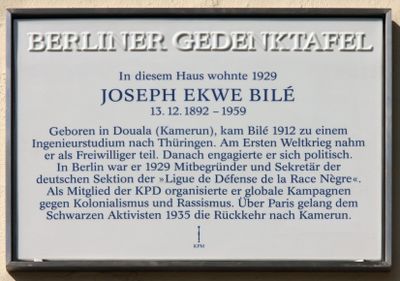 BERLINER GEDENKTAFEL
In diesem Haus wohnte 1929
JOSEPH EKWE BILÉ
13. 12. 1892 – 1959
Geboren in Douala (Kamerun), kam Bilé 1912 zu einem
Ingenieurstudium nach Thüringen. Am Ersten Weltkrieg nahm
er als Freiwilliger teil. Danach engagierte er sich politisch.
In Berlin war er 1929 Mitbegründer und Sekretär der
deutschen Sektion der »Ligue de Défense de la Race Nègre«.
Als Mitglied der KPD organisierte er globale Kampagnen
gegen Kolonialismus und Rassismus. Über Paris gelang dem
Schwarzen Aktivisten 1935 die Rückkehr nach Kamerun.
KPM